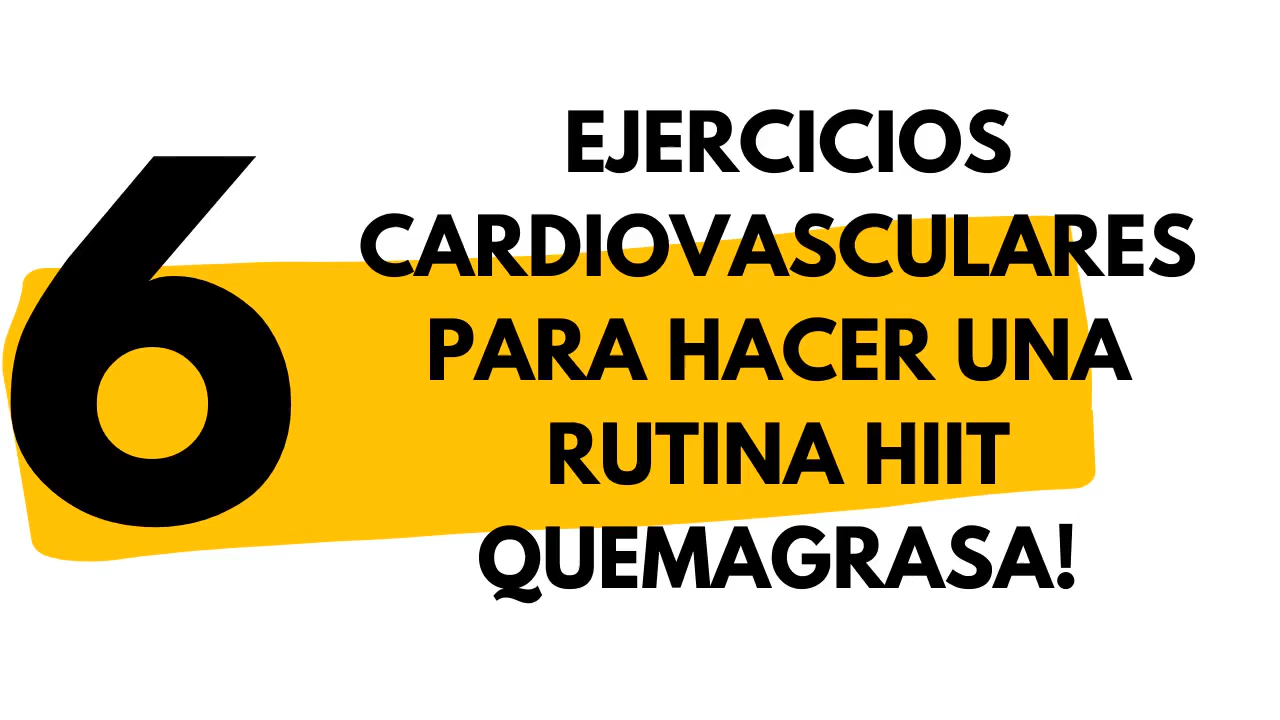 6
EJERCICIOS
CARDIOVASCULARES
PARA HACER UNA
RUTINA HIIT
QUEMAGRASA!